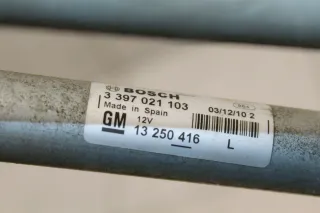 BOSCH
3 397 021 103 03/12/10 2
Made in Spain
GM 12V
13 250 416 L